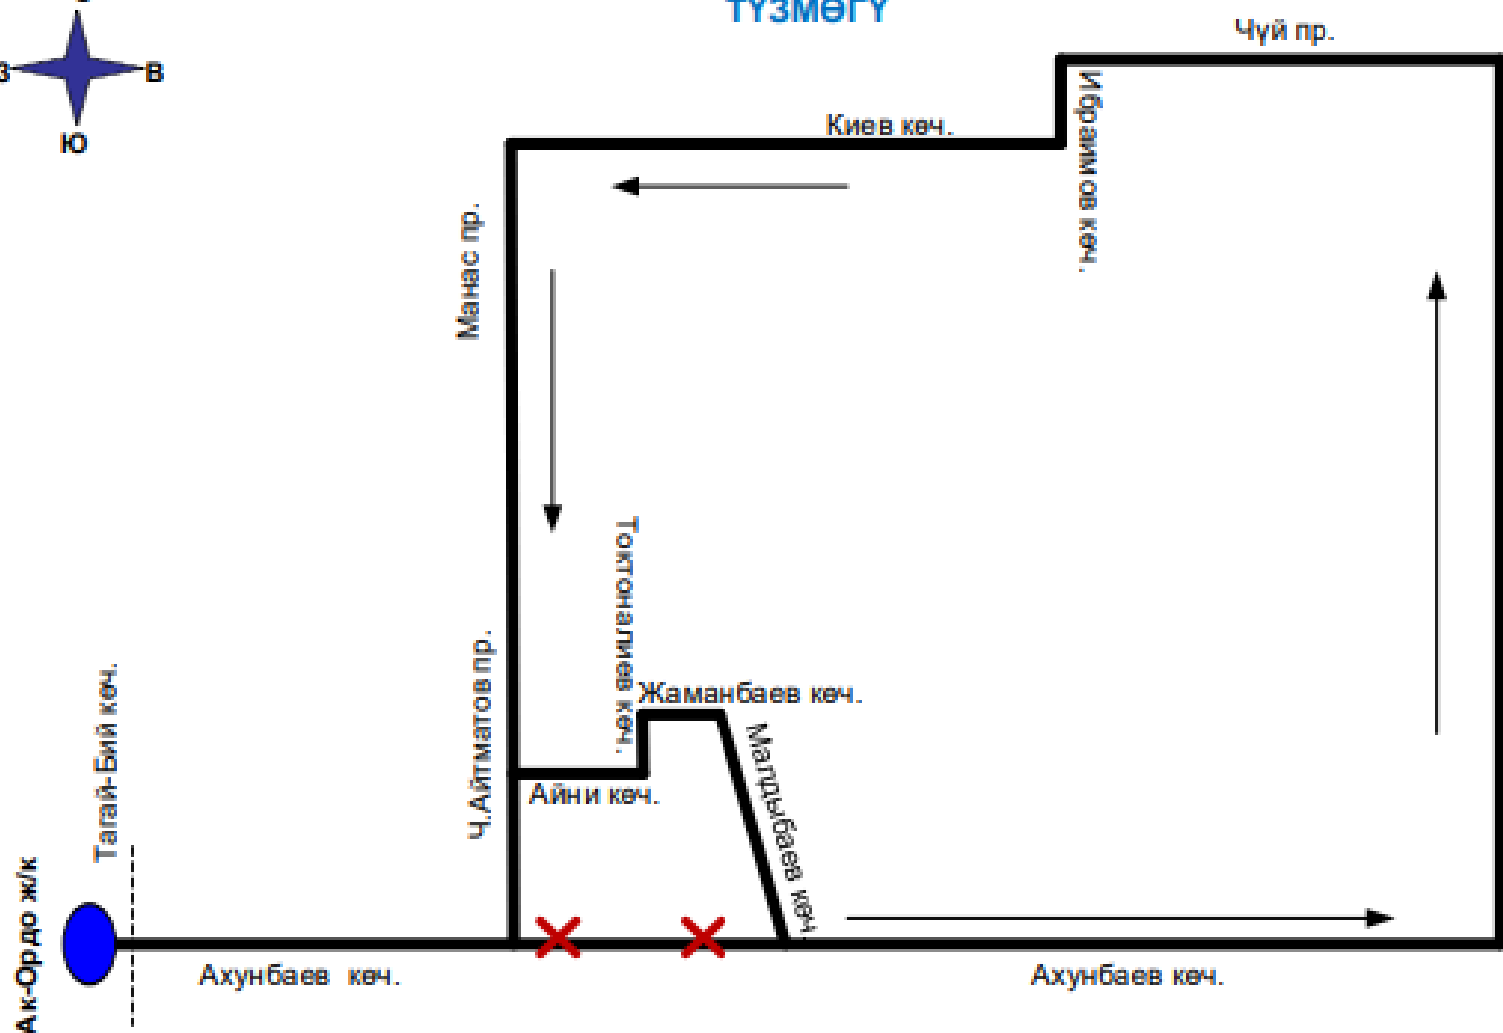 ТҮЗМӨГҮ
Чүй пр.
З
В
Ю
Киев көч.
Ибраимов көч.
Манас пр.
Токтоналиев көч.
Ч.Айтматов пр.
Жаманбаев көч.
Тагай-Бий көч.
Малдыбаев көч
Айни көч.
Ак-Ордо ж/к
Ахунбаев көч.
Ахунбаев көч.